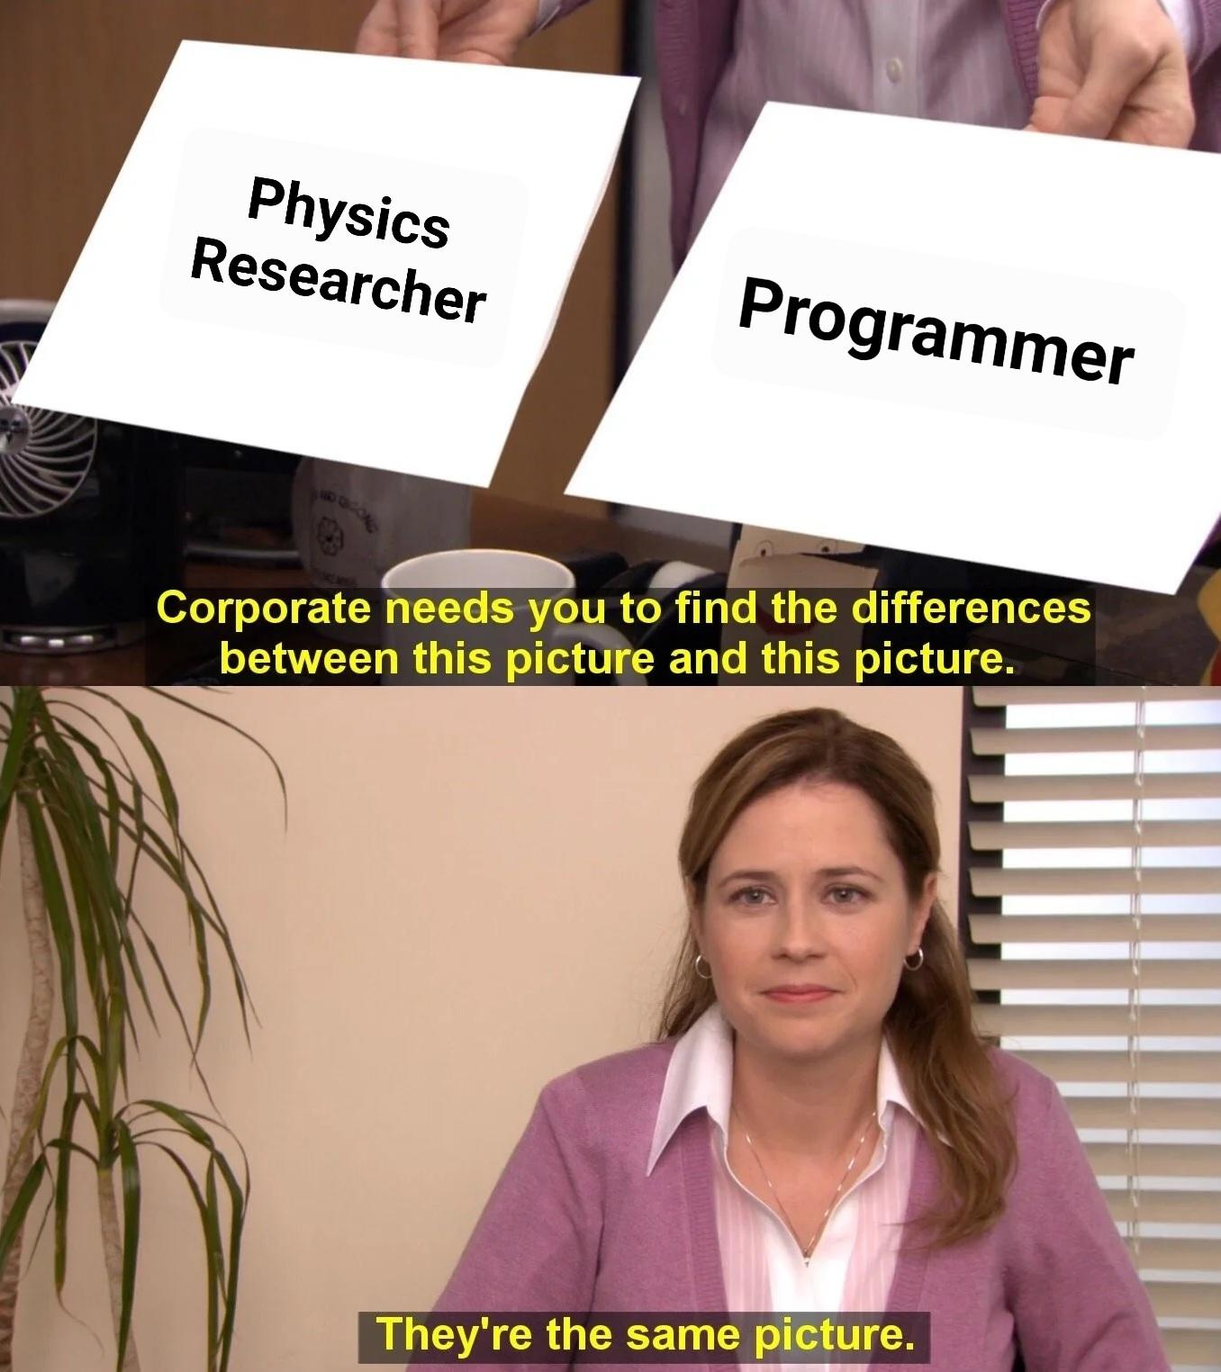 Physics
Researcher
Programmer
Corporate needs you to find the differences
between this picture and this picture.
They're the same picture.